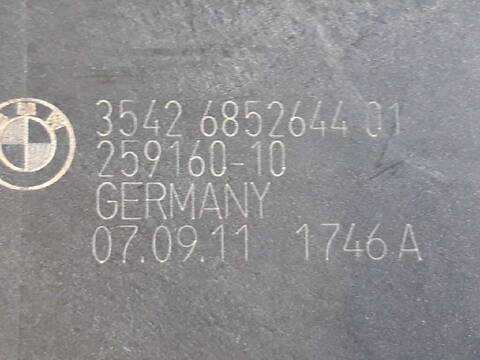 3542 6852644 01
259160-10
GERMANY
07.09.11 1746 A